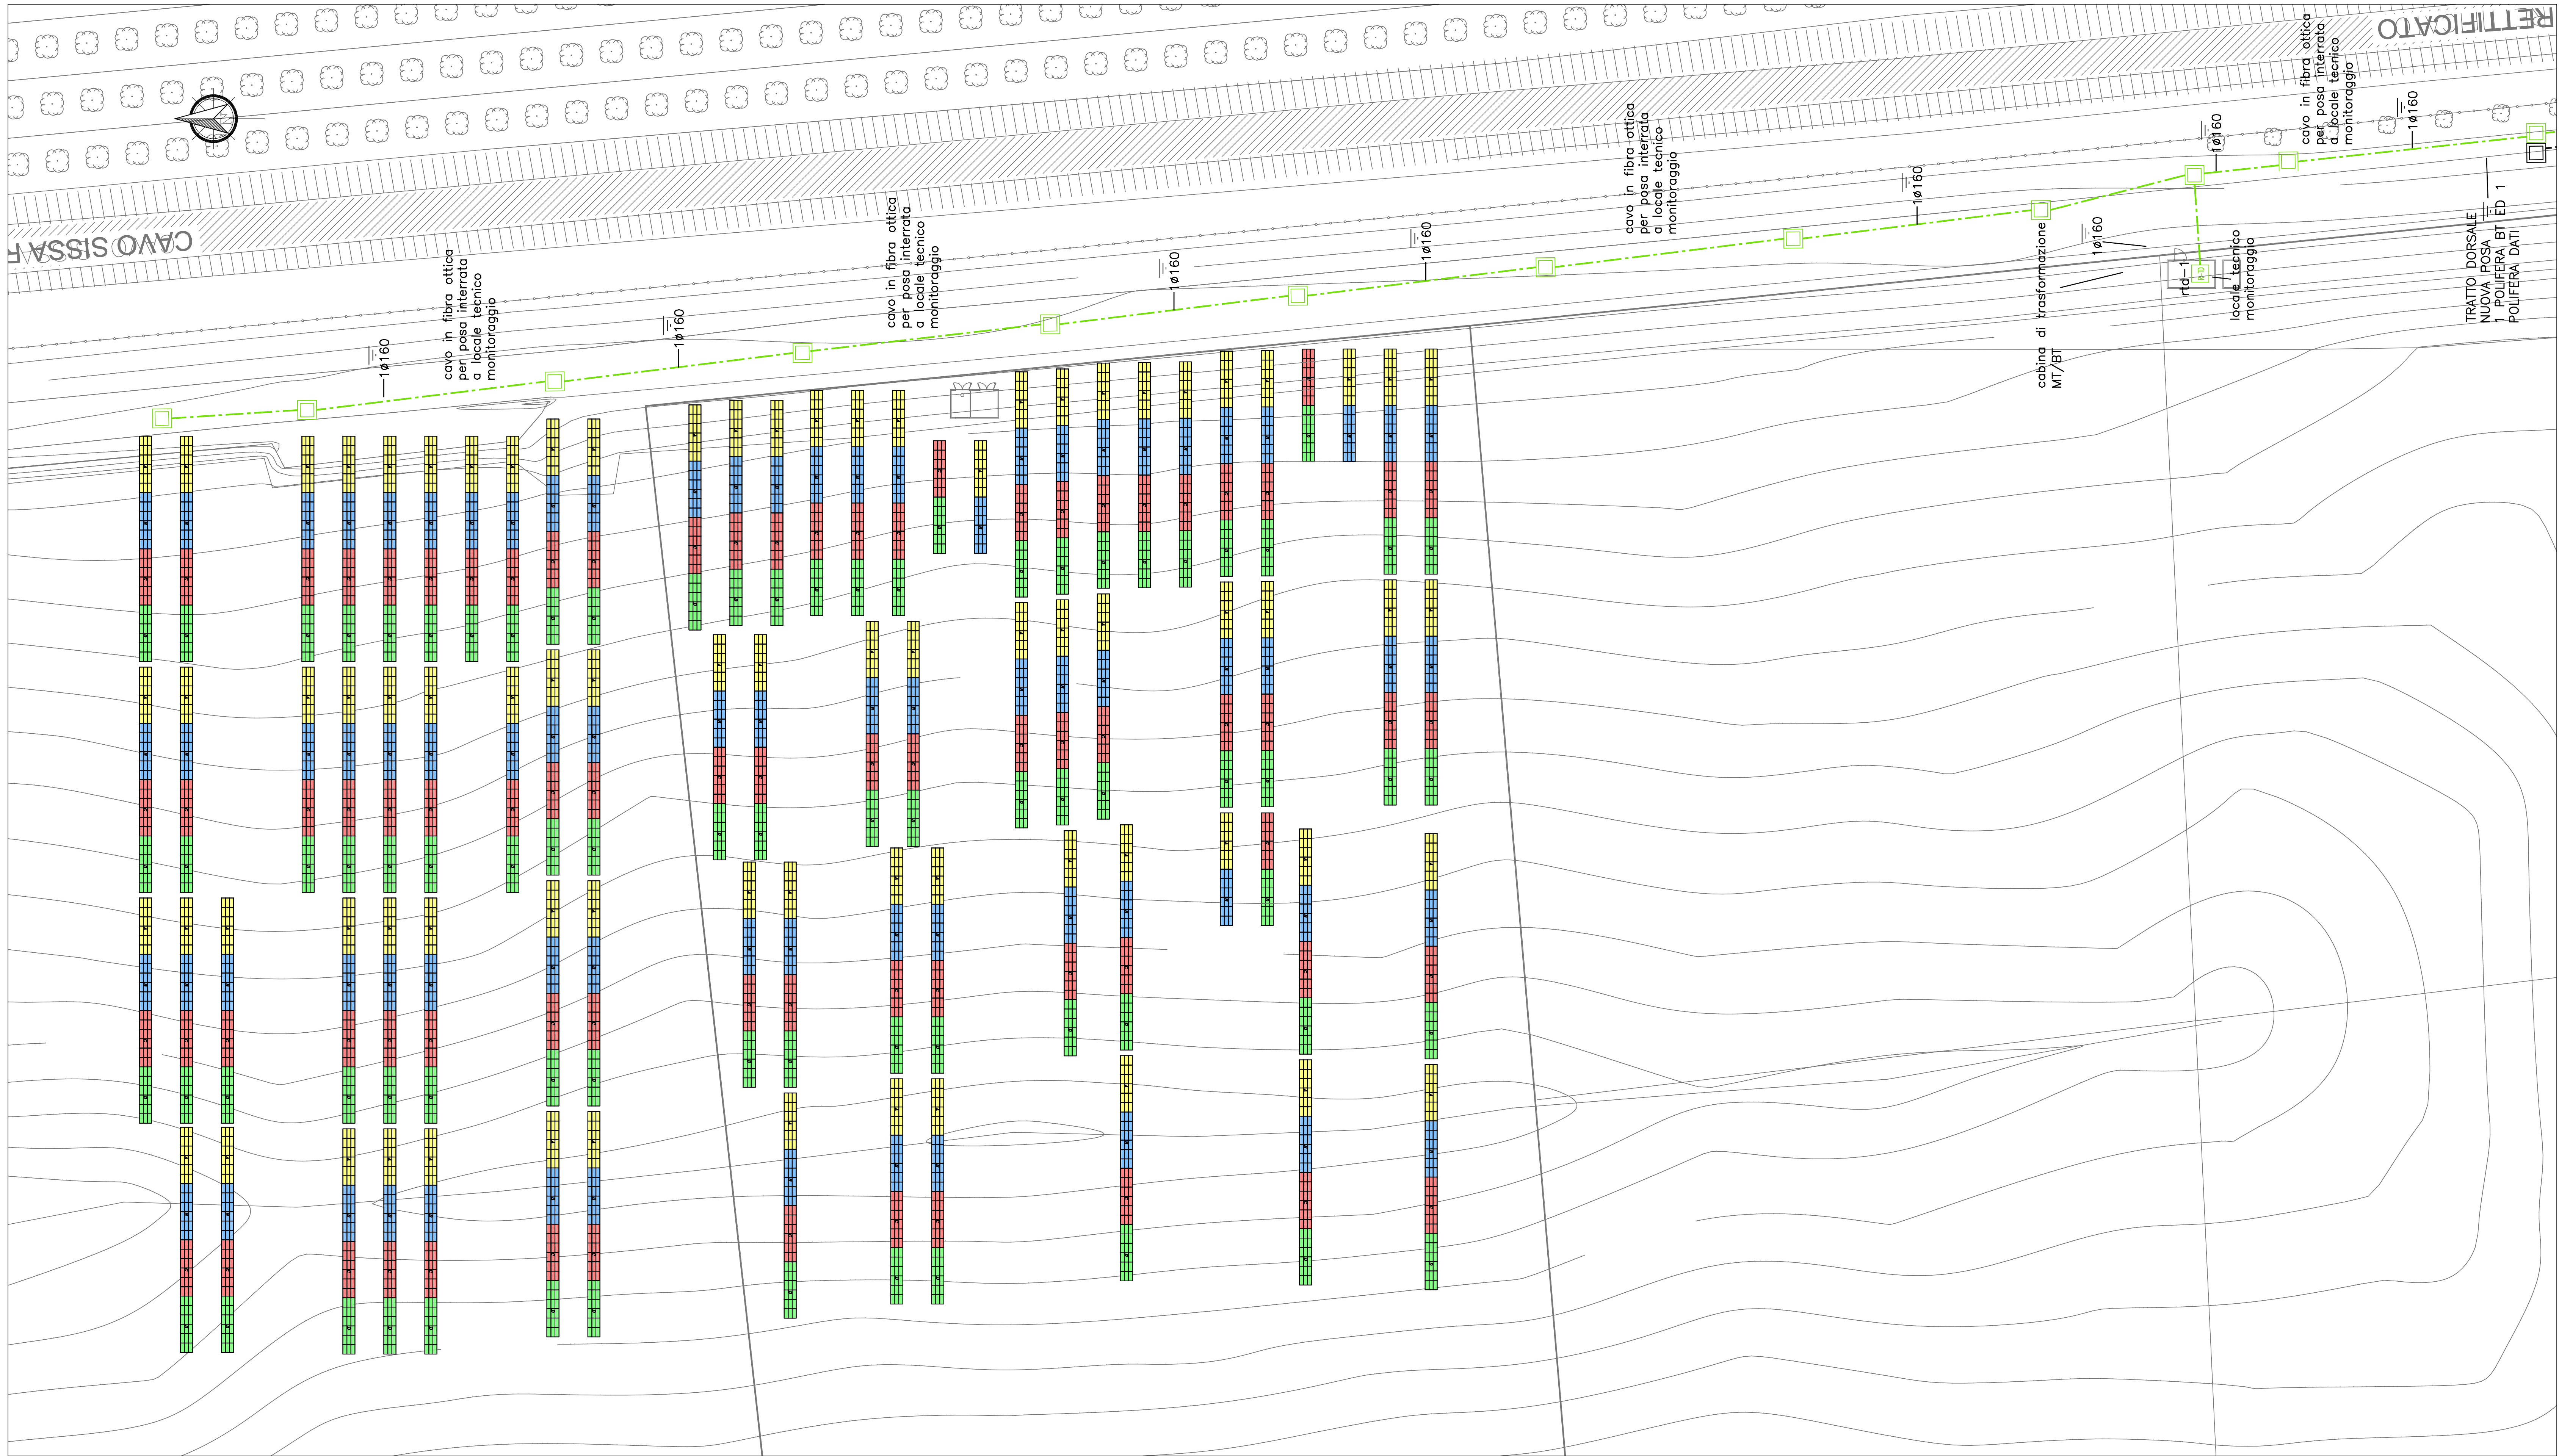 CAVO SISSA R
RETTIFICATO
1ø160
cavo in fibra ottica
per posa interrata
a locale tecnico
monitoraggio
1ø160
cavo in fibra ottica
per posa interrata
a locale tecnico
monitoraggio
1ø160
1ø160
cavo in fibra ottica
per posa interrata
a locale tecnico
monitoraggio
1ø160
cabina di trasformazione
MT/BT
1ø160
rtd-1
1ø160
locale tecnico
monitoraggio
cavo in fibra ottica
per posa interrata
a locale tecnico
monitoraggio
1ø160
TRATTO DORSALE
NUOVA POSA
1 POLIFERA BT ED 1
POLIFERA DATI